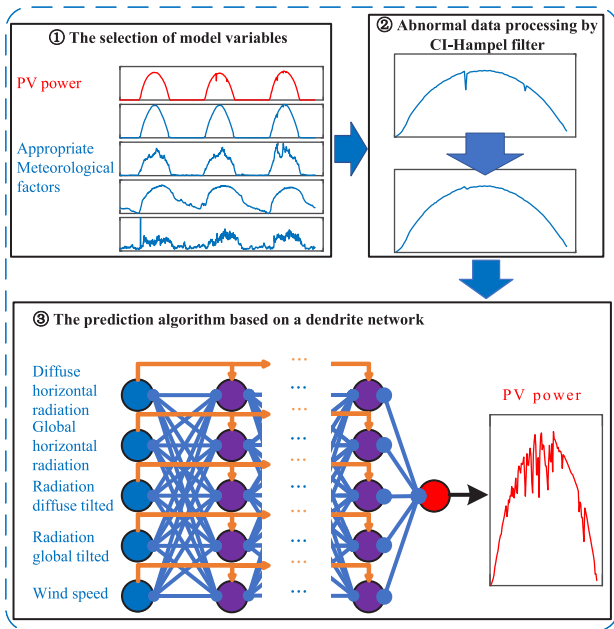 ① The selection of model variables
PV power
Appropriate
Meteorological
factors
② Abnormal data processing by
CI-Hampel filter
③ The prediction algorithm based on a dendrite network
Diffuse
horizontal
radiation
Global
horizontal
radiation
Radiation
diffuse tilted
Radiation
global tilted
Wind speed
PV power